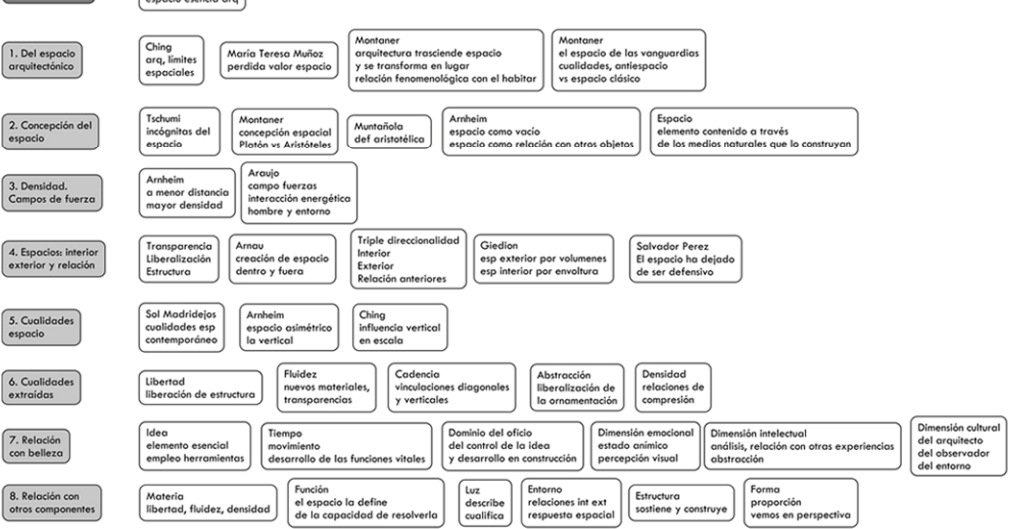 espacio esencia arq
1. Del espacio
arquitectónico
Ching
arq, límites
espaciales
María Teresa Muñoz
perdida valor espacio
Montaner
arquitectura trasciende espacio
y se transforma en lugar
relación fenomenológica con el habitar
Montaner
el espacio de las vanguardias
cualidades, antiespacio
vs espacio clásico
2. Concepción del
espacio
Tschumi
incógnitas del
espacio
Montaner
concepción espacial
Platón vs Aristóteles
Muntañola
def aristotélica
Arnheim
espacio como vacio
espacio como relación con otros objetos
Espacio
elemento contenido a través
de los medios naturales que lo construyan
3. Densidad.
Campos de fuerza
Arnheim
a menor distancia
mayor densidad
Araujo
campo fuerzas
interacción energética
hombre y entorno
4. Espacios: interior
exterior y relación
Transparencia
Liberalización
Estructura
Arnau
creación de espacio
dentro y fuera
Triple direccionalidad
Interior
Exterior
Relación anteriores
Giedion
esp exterior por volumenes
esp interior por envoltura
Salvador Perez
El espacio ha dejado
de ser defensivo
5. Cualidades
espacio
Sol Madridejos
cualidades esp
contemporáneo
Arnheim
espacio asimétrico
la vertical
Ching
influencia vertical
en escala
6. Cualidades
extraídas
Libertad
liberación de estructura
Fluidez
nuevos materiales,
transparencias
Cadencia
vinculaciones diagonales
y verticales
Abstracción
liberalización de
la ornamentación
Densidad
relaciones de
compresión
7. Relación
con belleza
Idea
elemento esencial
empleo herramientas
Tiempo
movimiento
desarrollo de las funciones vitales
Dominio del oficio
del control de la idea
y desarrollo en construcción
Dimensión emocional
estado anímico
percepción visual
Dimensión intelectual
análisis, relación con otras experiencias
abstracción
Dimensión cultural
del arquitecto
del observador
del entorno
8. Relación con
otros componentes
Materia
libertad, fluidez, densidad
Función
el espacio la define
de la capacidad de resolverla
Luz
describe
cualifica
Entorno
relaciones int ext
respuesta espacial
Estructura
sostiene y construye
Forma
proporción
vemos en perspectiva